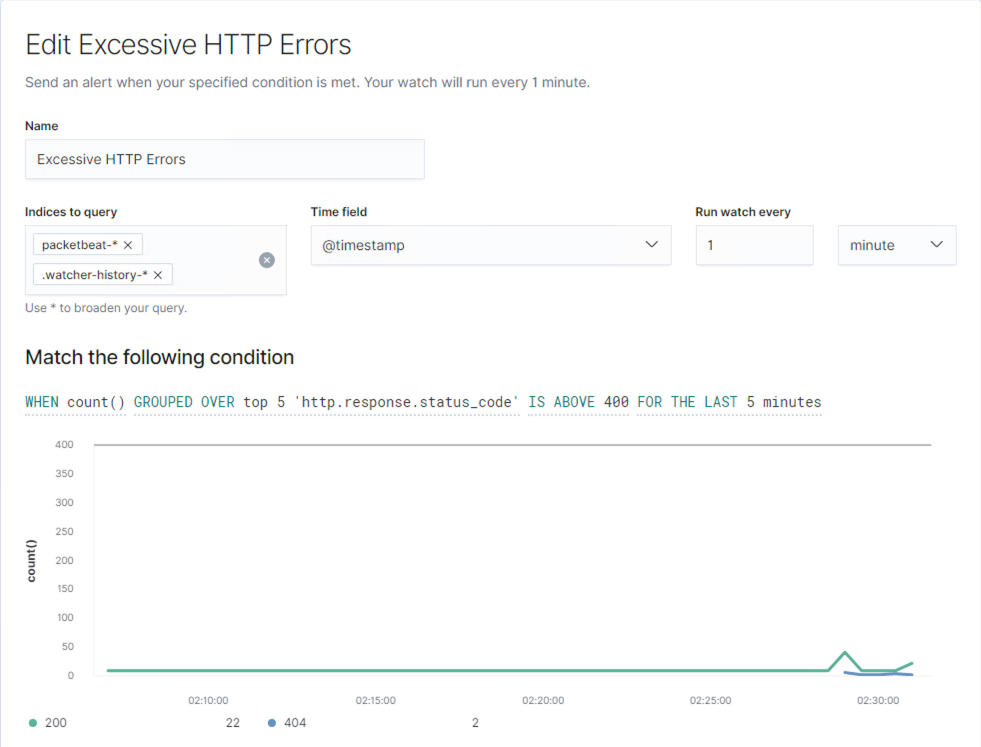 Edit Excessive HTTP Errors
Send an alert when your specified condition is met. Your watch will run every 1 minute.
Name
Excessive HTTP Errors
Indices to query
Time field
Run watch every
packetbeat-* ×
.watcher-history-* ×
@timestamp
1
minute
Use * to broaden your query.
Match the following condition
WHEN count() GROUPED OVER top 5 'http.response.status_code' IS ABOVE 400 FOR THE LAST 5 minutes
count()
400
350
300
250
200
150
100
50
0
02:10:00 02:15:00 02:20:00 02:25:00 02:30:00
200 22 404 2